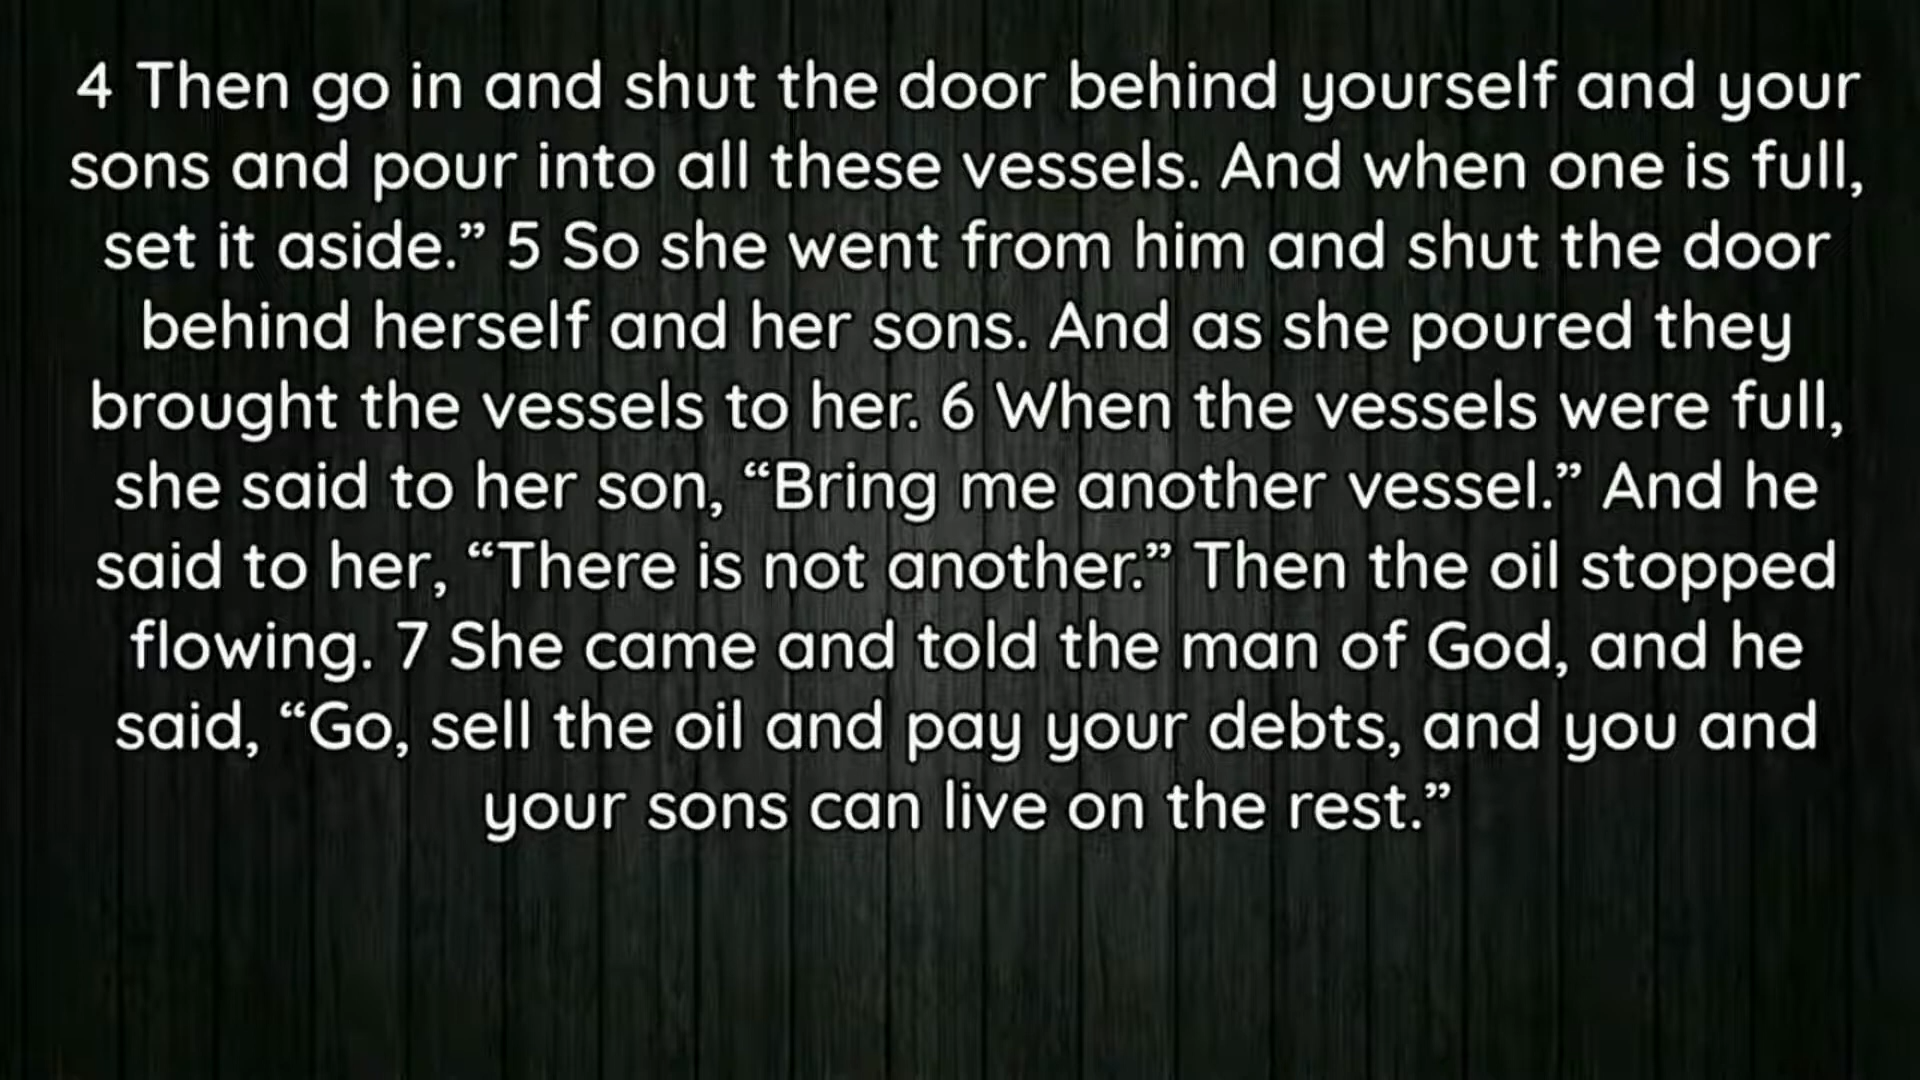 4 Then go in and shut the door behind yourself and your
sons and pour into all these vessels. And when one is full,
set it aside.” 5 So she went from him and shut the door
behind herself and her sons. And as she poured they
brought the vessels to her. 6 When the vessels were full,
she said to her son, “Bring me another vessel.” And he
said to her, “There is not another.” Then the oil stopped
flowing. 7 She came and told the man of God, and he
said, “Go, sell the oil and pay your debts, and you and
your sons can live on the rest.”